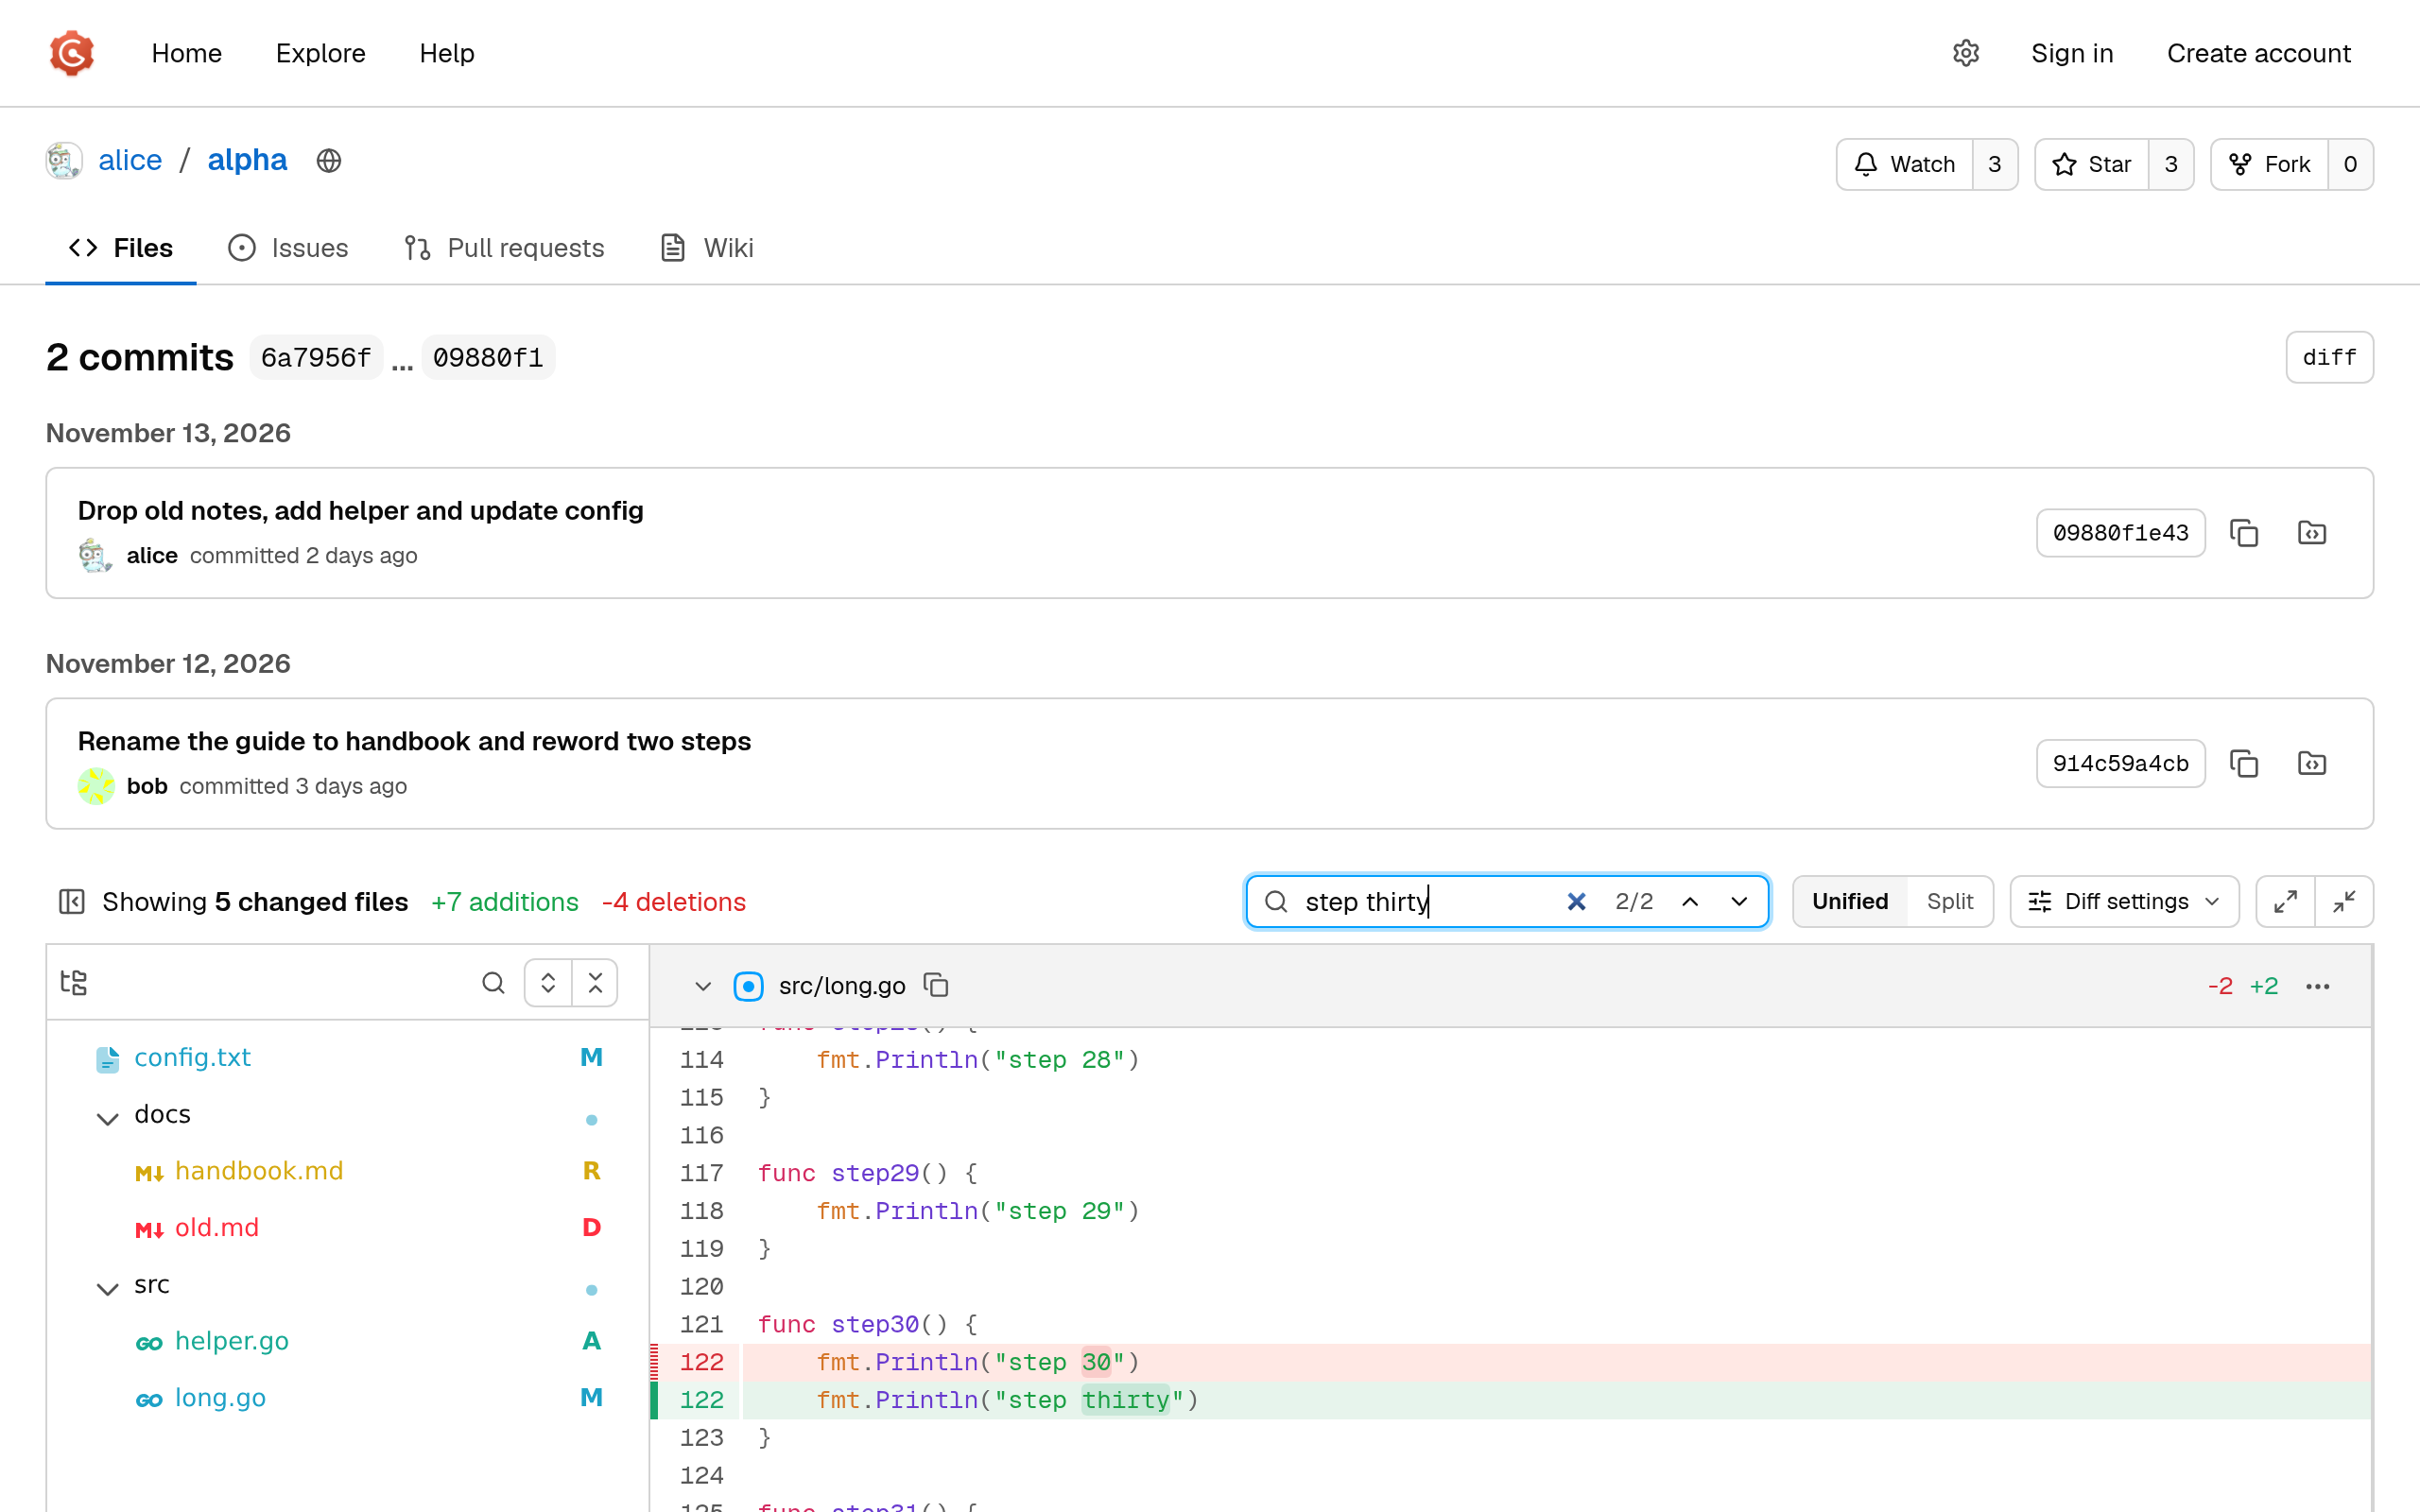 Home Explore Help Sign in Create account
alice / alpha Watch 3 Star 3 Fork 0
Files Issues Pull requests Wiki
2 commits 6a7956f ... 09880f1 diff
November 13, 2026
Drop old notes, add helper and update config
alice committed 2 days ago 09880f1e43
November 12, 2026
Rename the guide to handbook and reword two steps
bob committed 3 days ago 914c59a4cb
Showing 5 changed files +7 additions -4 deletions step thirty 2/2 Unified Split Diff settings
src/long.go -2 +2
config.txt M
docs
handbook.md R
old.md D
src
helper.go A
long.go M
114 fmt.Println("step 28")
115 }
116
117 func step29() {
118 fmt.Println("step 29")
119 }
120
121 func step30() {
122 fmt.Println("step 30")
122 fmt.Println("step thirty")
123 }
124
125 func step31() {